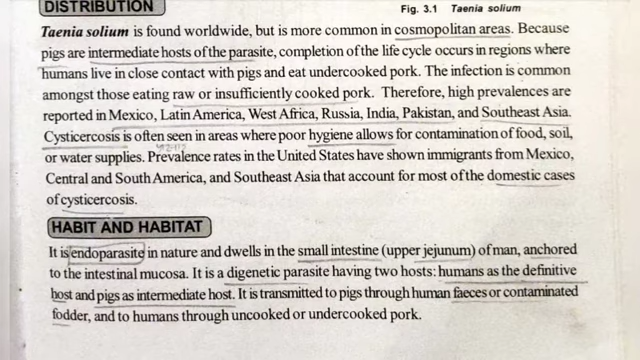 DISTRIBUTION
Fig. 3.1 Taenia solium
Taenia solium is found worldwide, but is more common in cosmopolitan areas. Because
pigs are intermediate hosts of the parasite, completion of the life cycle occurs in regions where
humans live in close contact with pigs and eat undercooked pork. The infection is common
amongst those eating raw or insufficiently cooked pork. Therefore, high prevalences are
reported in Mexico, Latin America, West Africa, Russia, India, Pakistan, and Southeast Asia.
Cysticercosis is often seen in areas where poor hygiene allows for contamination of food, soil,
or water supplies. Prevalence rates in the United States have shown immigrants from Mexico,
Central and South America, and Southeast Asia that account for most of the domestic cases
of cysticercosis.
HABIT AND HABITAT
It is endoparasite in nature and dwells in the small intestine (upper jejunum) of man, anchored
to the intestinal mucosa. It is a digenetic parasite having two hosts: humans as the definitive
host and pigs as intermediate host. It is transmitted to pigs through human faeces or contaminated
fodder, and to humans through uncooked or undercooked pork.